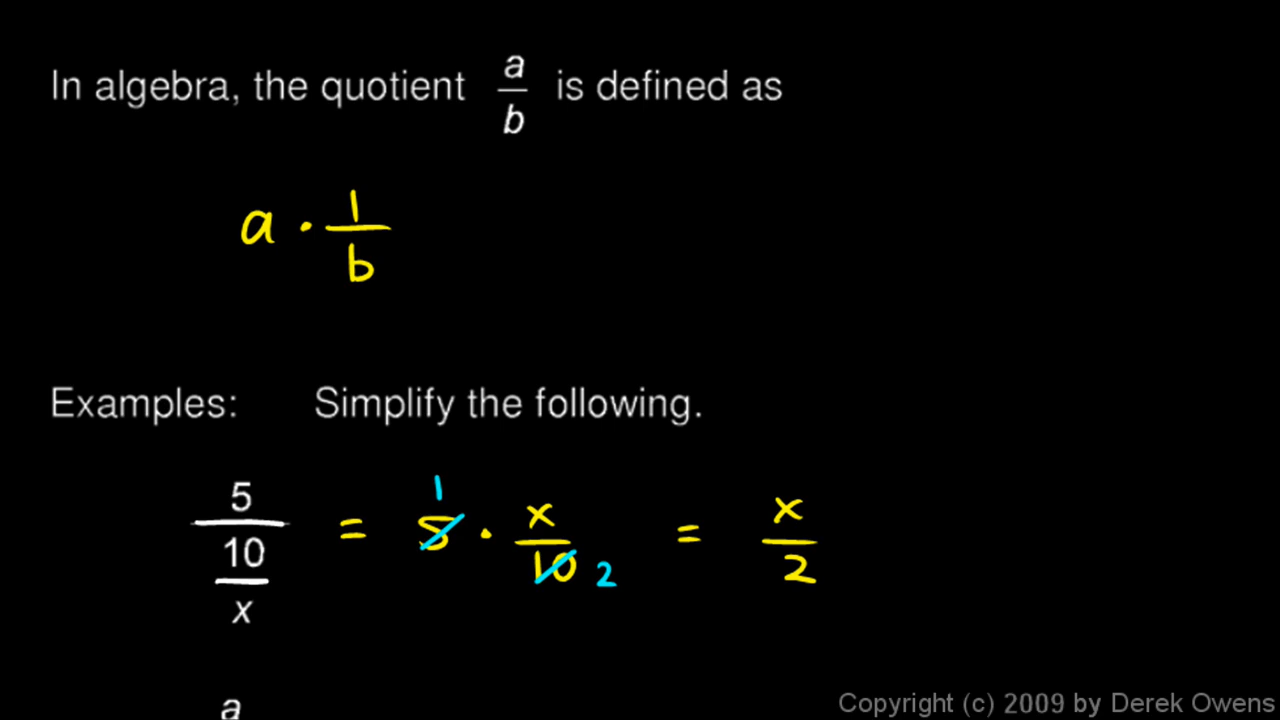 In algebra, the quotient a/b is defined as
a · 1/b
Examples: Simplify the following.
5/(10/x) = 5 · x/10 = x/2
1
2
a
Copyright (c) 2009 by Derek Owens